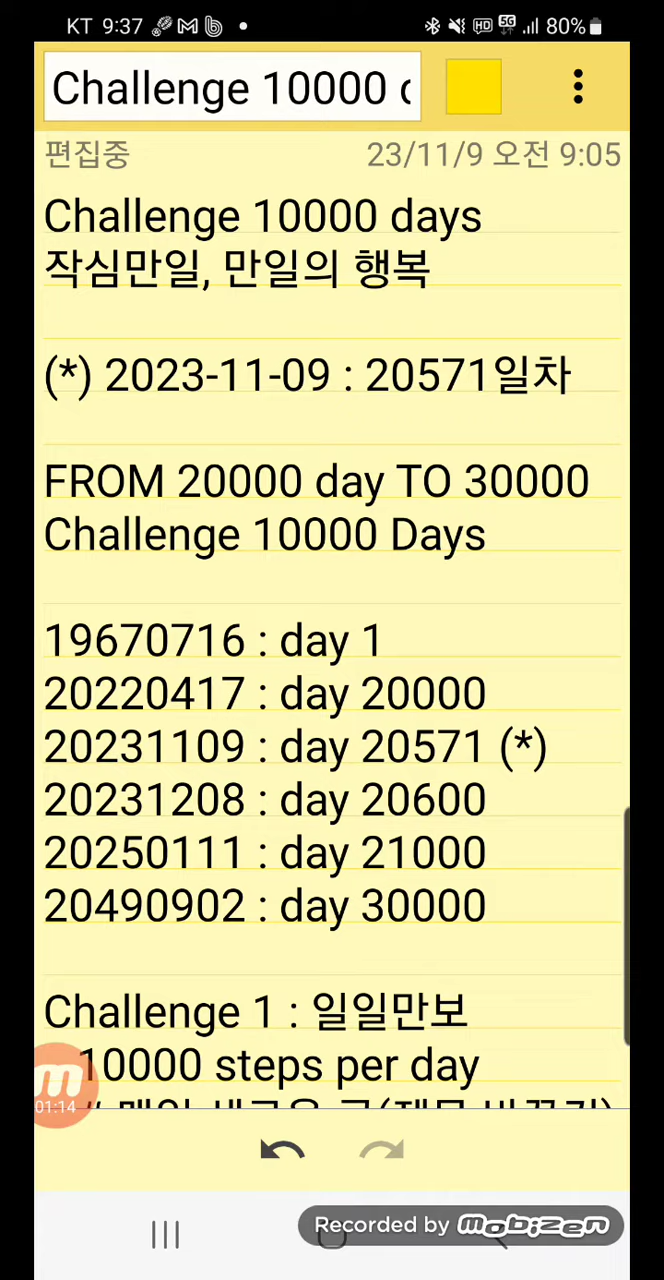 KT 9:37 HD 5G 80%
Challenge 10000
편집중 23/11/9 오전 9:05
Challenge 10000 days
작심만일, 만일의 행복
(*) 2023-11-09 : 20571일차
FROM 20000 day TO 30000
Challenge 10000 Days
19670716 : day 1
20220417 : day 20000
20231109 : day 20571 (*)
20231208 : day 20600
20250111 : day 21000
20490902 : day 30000
Challenge 1 : 일일만보
10000 steps per day
01:14
Recorded by mobizen